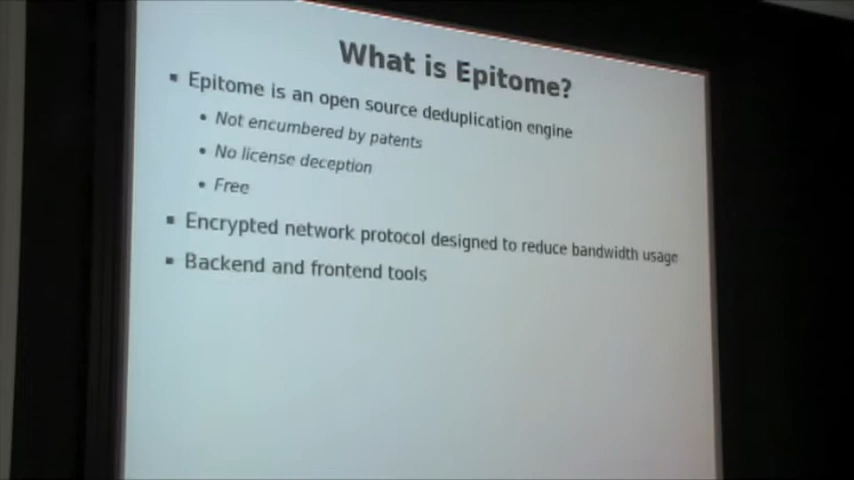 What is Epitome?
▪ Epitome is an open source deduplication engine
• Not encumbered by patents
• No license deception
• Free
▪ Encrypted network protocol designed to reduce bandwidth usage
▪ Backend and frontend tools